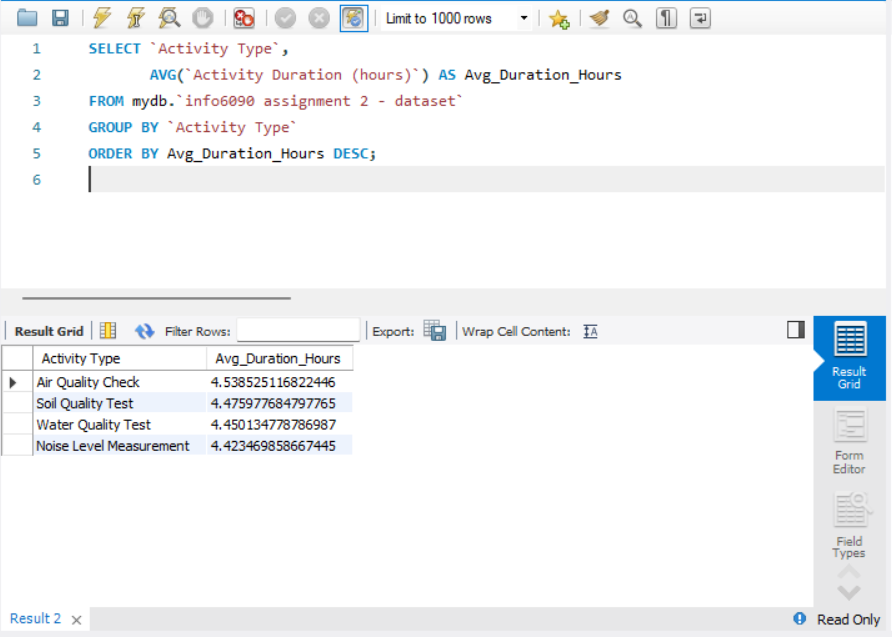 Limit to 1000 rows
1 SELECT `Activity Type`,
2 AVG(`Activity Duration (hours)`) AS Avg_Duration_Hours
3 FROM mydb.`info6090 assignment 2 - dataset`
4 GROUP BY `Activity Type`
5 ORDER BY Avg_Duration_Hours DESC;
6
Result Grid Filter Rows: Export: Wrap Cell Content: IA
Activity Type Avg_Duration_Hours
Air Quality Check 4.538525116822446
Soil Quality Test 4.475977684797765
Water Quality Test 4.450134778786987
Noise Level Measurement 4.423469858667445
Result
Grid
Form
Editor
Field
Types
Result 2 × Read Only